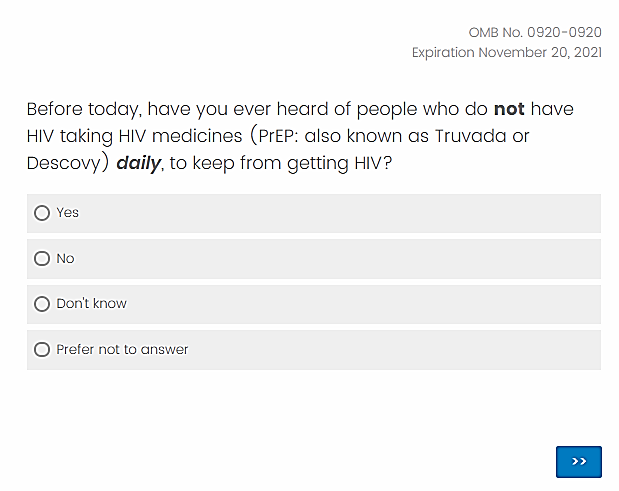 OMB No. 0920-0920
Expiration November 20, 2021
Before today, have you ever heard of people who do not have
HIV taking HIV medicines (PrEP: also known as Truvada or
Descovy) daily, to keep from getting HIV?
Yes
No
Don't know
Prefer not to answer
>>